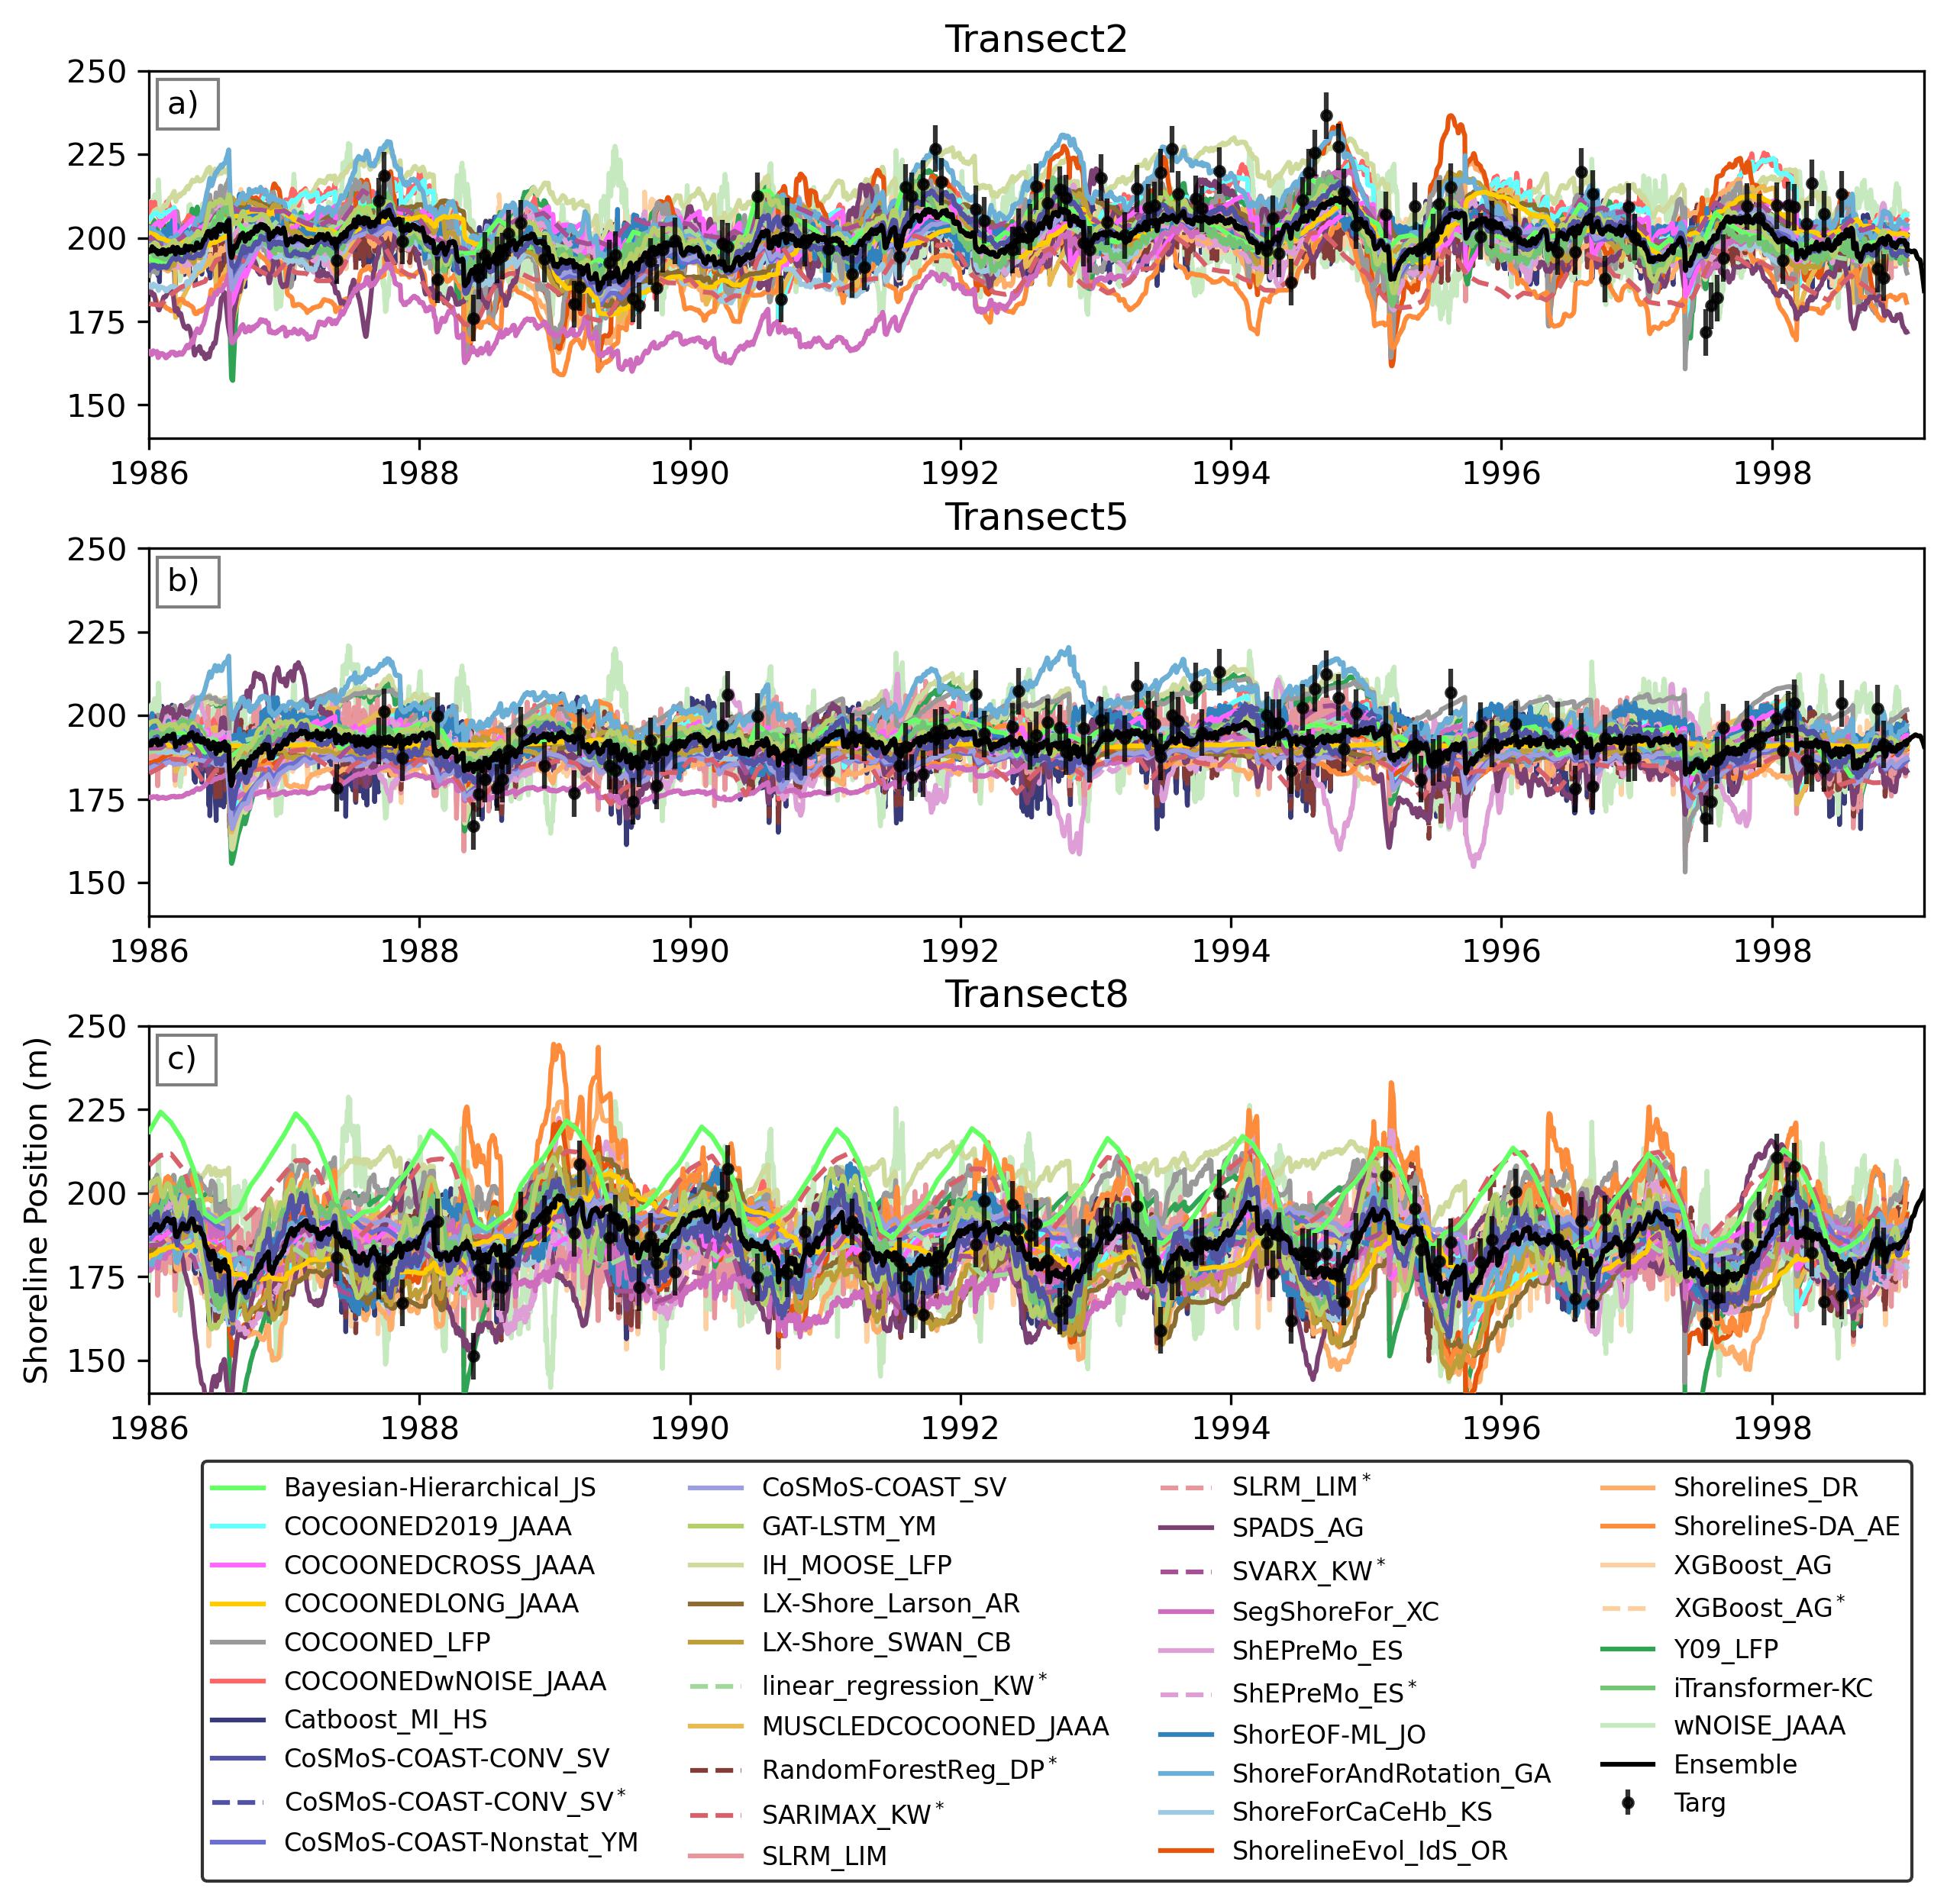 Transect2
a)
250
225
200
175
150
1986 1988 1990 1992 1994 1996 1998
Transect5
b)
250
225
200
175
150
1986 1988 1990 1992 1994 1996 1998
Transect8
c)
Shoreline Position (m)
250
225
200
175
150
1986 1988 1990 1992 1994 1996 1998
Bayesian-Hierarchical_JS
COCOONED2019_JAAA
COCOONEDCROSS_JAAA
COCOONEDLONG_JAAA
COCOONED_LFP
COCOONEDwNOISE_JAAA
Catboost_MI_HS
CoSMoS-COAST-CONV_SV
CoSMoS-COAST-CONV_SV*
CoSMoS-COAST-Nonstat_YM
CoSMoS-COAST_SV
GAT-LSTM_YM
IH_MOOSE_LFP
LX-Shore_Larson_AR
LX-Shore_SWAN_CB
linear_regression_KW*
MUSCLEDCOCOONED_JAAA
RandomForestReg_DP*
SARIMAX_KW*
SLRM_LIM
SLRM_LIM*
SPADS_AG
SVARX_KW*
SegShoreFor_XC
ShEPreMo_ES
ShEPreMo_ES*
ShorEOF-ML_JO
ShoreForAndRotation_GA
ShoreForCaCeHb_KS
ShorelineEvol_IdS_OR
ShorelineS_DR
ShorelineS-DA_AE
XGBoost_AG
XGBoost_AG*
Y09_LFP
iTransformer-KC
wNOISE_JAAA
Ensemble
Targ